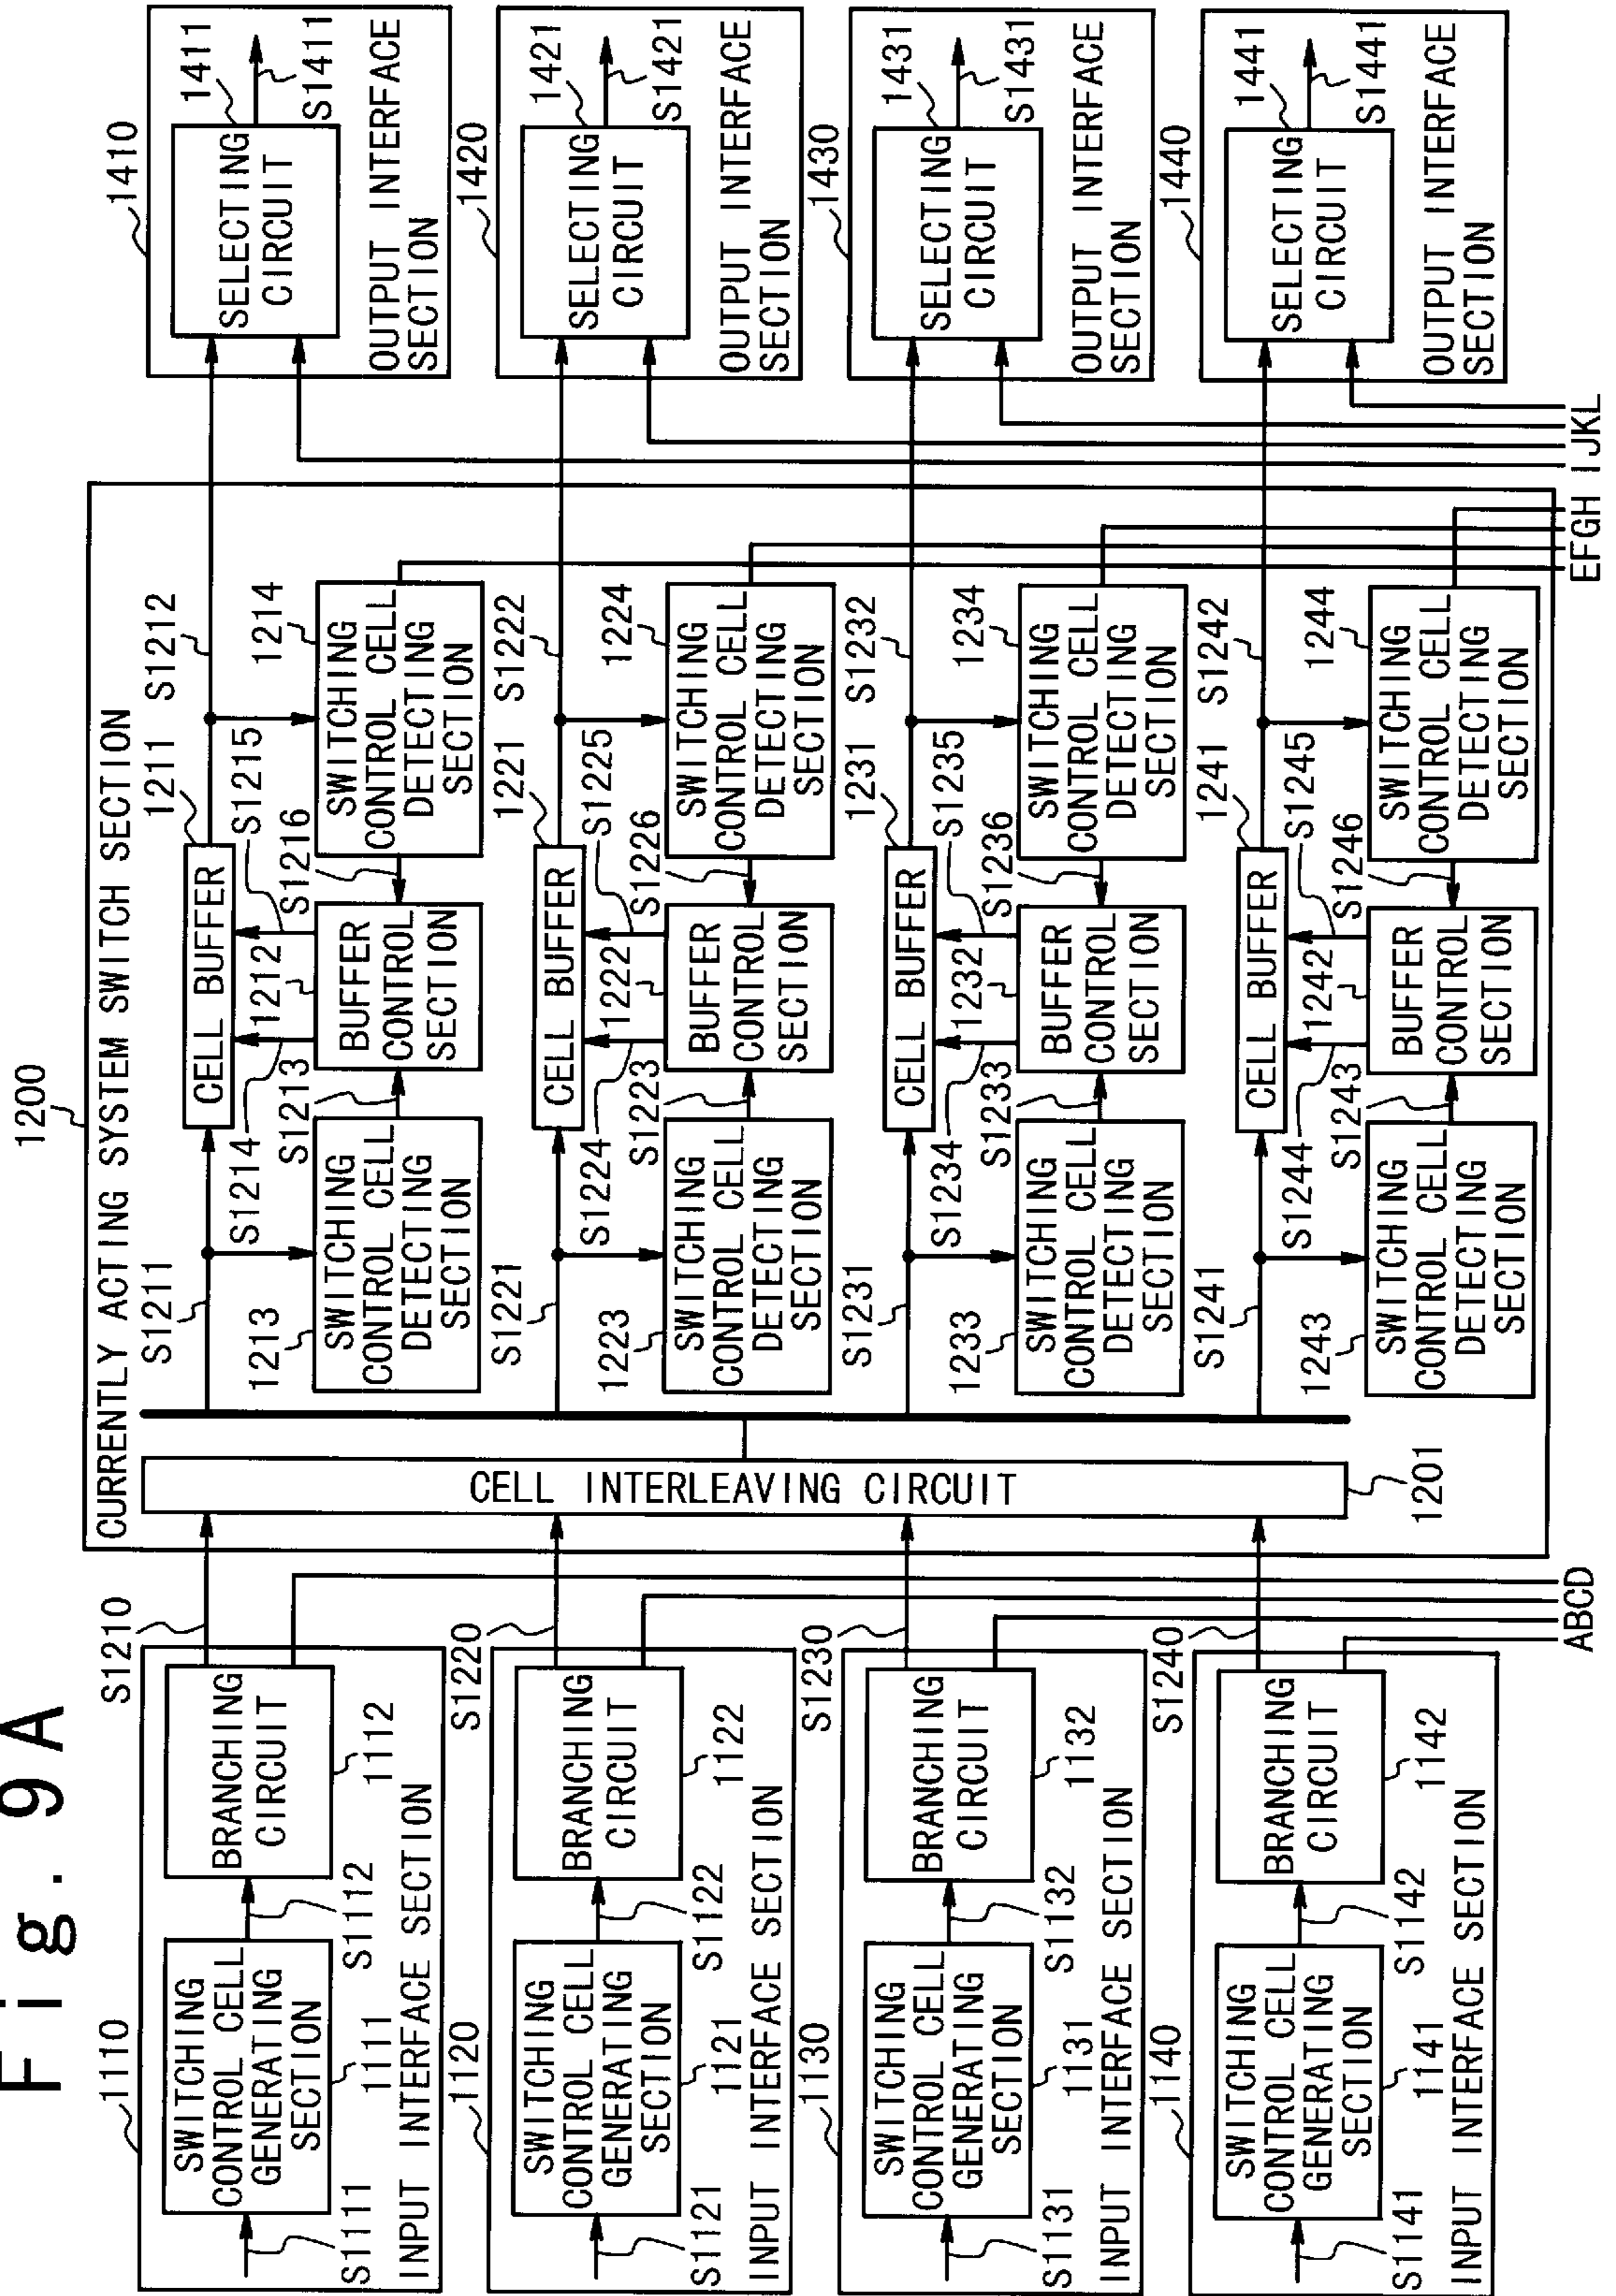 Fig. 9A
1110
SWITCHING
CONTROL CELL
GENERATING
SECTION
S1111
1111
S1112
BRANCHING
CIRCUIT
1112
INPUT INTERFACE SECTION
S1210
1120
SWITCHING
CONTROL CELL
GENERATING
SECTION
S1121
1121
S1122
BRANCHING
CIRCUIT
1122
INPUT INTERFACE SECTION
S1220
1130
SWITCHING
CONTROL CELL
GENERATING
SECTION
S1131
1131
S1132
BRANCHING
CIRCUIT
1132
INPUT INTERFACE SECTION
S1230
1140
SWITCHING
CONTROL CELL
GENERATING
SECTION
S1141
1141
S1142
BRANCHING
CIRCUIT
1142
INPUT INTERFACE SECTION
S1240
ABCD
1200
CURRENTLY ACTING SYSTEM SWITCH SECTION
CELL INTERLEAVING CIRCUIT
1201
S1211
1213
SWITCHING
CONTROL CELL
DETECTING
SECTION
S1214
S1213
CELL BUFFER
1211
1212
BUFFER
CONTROL
SECTION
S1215
S1216
S1212
1214
SWITCHING
CONTROL CELL
DETECTING
SECTION
S1221
1223
SWITCHING
CONTROL CELL
DETECTING
SECTION
S1224
S1223
CELL BUFFER
1221
1222
BUFFER
CONTROL
SECTION
S1225
S1226
S1222
1224
SWITCHING
CONTROL CELL
DETECTING
SECTION
S1231
1233
SWITCHING
CONTROL CELL
DETECTING
SECTION
S1234
S1233
CELL BUFFER
1231
1232
BUFFER
CONTROL
SECTION
S1235
S1236
S1232
1234
SWITCHING
CONTROL CELL
DETECTING
SECTION
S1241
1243
SWITCHING
CONTROL CELL
DETECTING
SECTION
S1244
S1243
CELL BUFFER
1241
1242
BUFFER
CONTROL
SECTION
S1245
S1246
S1242
1244
SWITCHING
CONTROL CELL
DETECTING
SECTION
EFGH IJKL
1410
SELECTING
CIRCUIT
1411
S1411
OUTPUT INTERFACE
SECTION
1420
SELECTING
CIRCUIT
1421
S1421
OUTPUT INTERFACE
SECTION
1430
SELECTING
CIRCUIT
1431
S1431
OUTPUT INTERFACE
SECTION
1440
SELECTING
CIRCUIT
1441
S1441
OUTPUT INTERFACE
SECTION